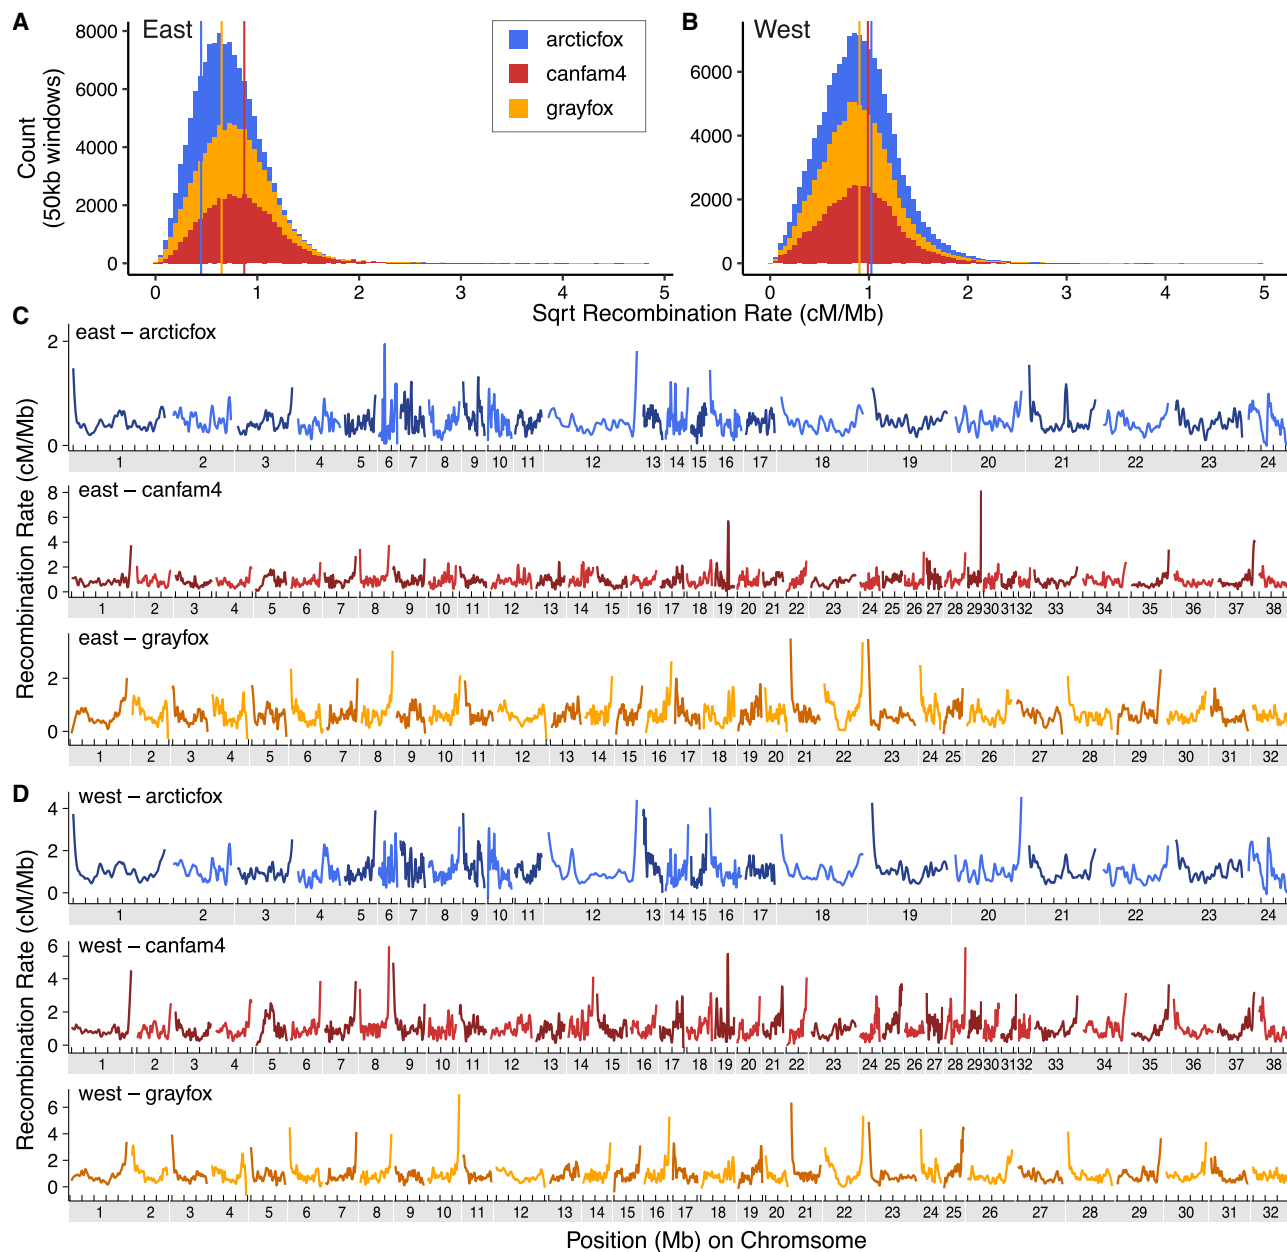 A
East
8000
6000
4000
2000
0
Count
(50kb windows)
0 1 2 3 4 5
arcticfox
canfam4
grayfox
B
West
6000
4000
2000
0
0 1 2 3 4 5
Sqrt Recombination Rate (cM/Mb)
C
east – arcticfox
2
0
1 2 3 4 5 6 7 8 9 10 11 12 13 14 15 16 17 18 19 20 21 22 23 24
east – canfam4
8
6
4
2
0
1 2 3 4 5 6 7 8 9 10 11 12 13 14 15 16 17 18 19 20 21 22 23 24 25 26 27 28 29 30 31 32 33 34 35 36 37 38
east – grayfox
2
0
1 2 3 4 5 6 7 8 9 10 11 12 13 14 15 16 17 18 19 20 21 22 23 24 25 26 27 28 29 30 31 32
Recombination Rate (cM/Mb)
D
west – arcticfox
4
2
0
1 2 3 4 5 6 7 8 9 10 11 12 13 14 15 16 17 18 19 20 21 22 23 24
west – canfam4
6
4
2
0
1 2 3 4 5 6 7 8 9 10 11 12 13 14 15 16 17 18 19 20 21 22 23 24 25 26 27 28 29 30 31 32 33 34 35 36 37 38
west – grayfox
6
4
2
0
1 2 3 4 5 6 7 8 9 10 11 12 13 14 15 16 17 18 19 20 21 22 23 24 25 26 27 28 29 30 31 32
Recombination Rate (cM/Mb)
Position (Mb) on Chromsome